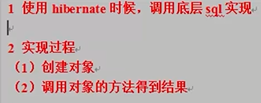 1 使用 hibernate 时候，调用底层 sql 实现
2 实现过程
（1）创建对象
（2）调用对象的方法得到结果